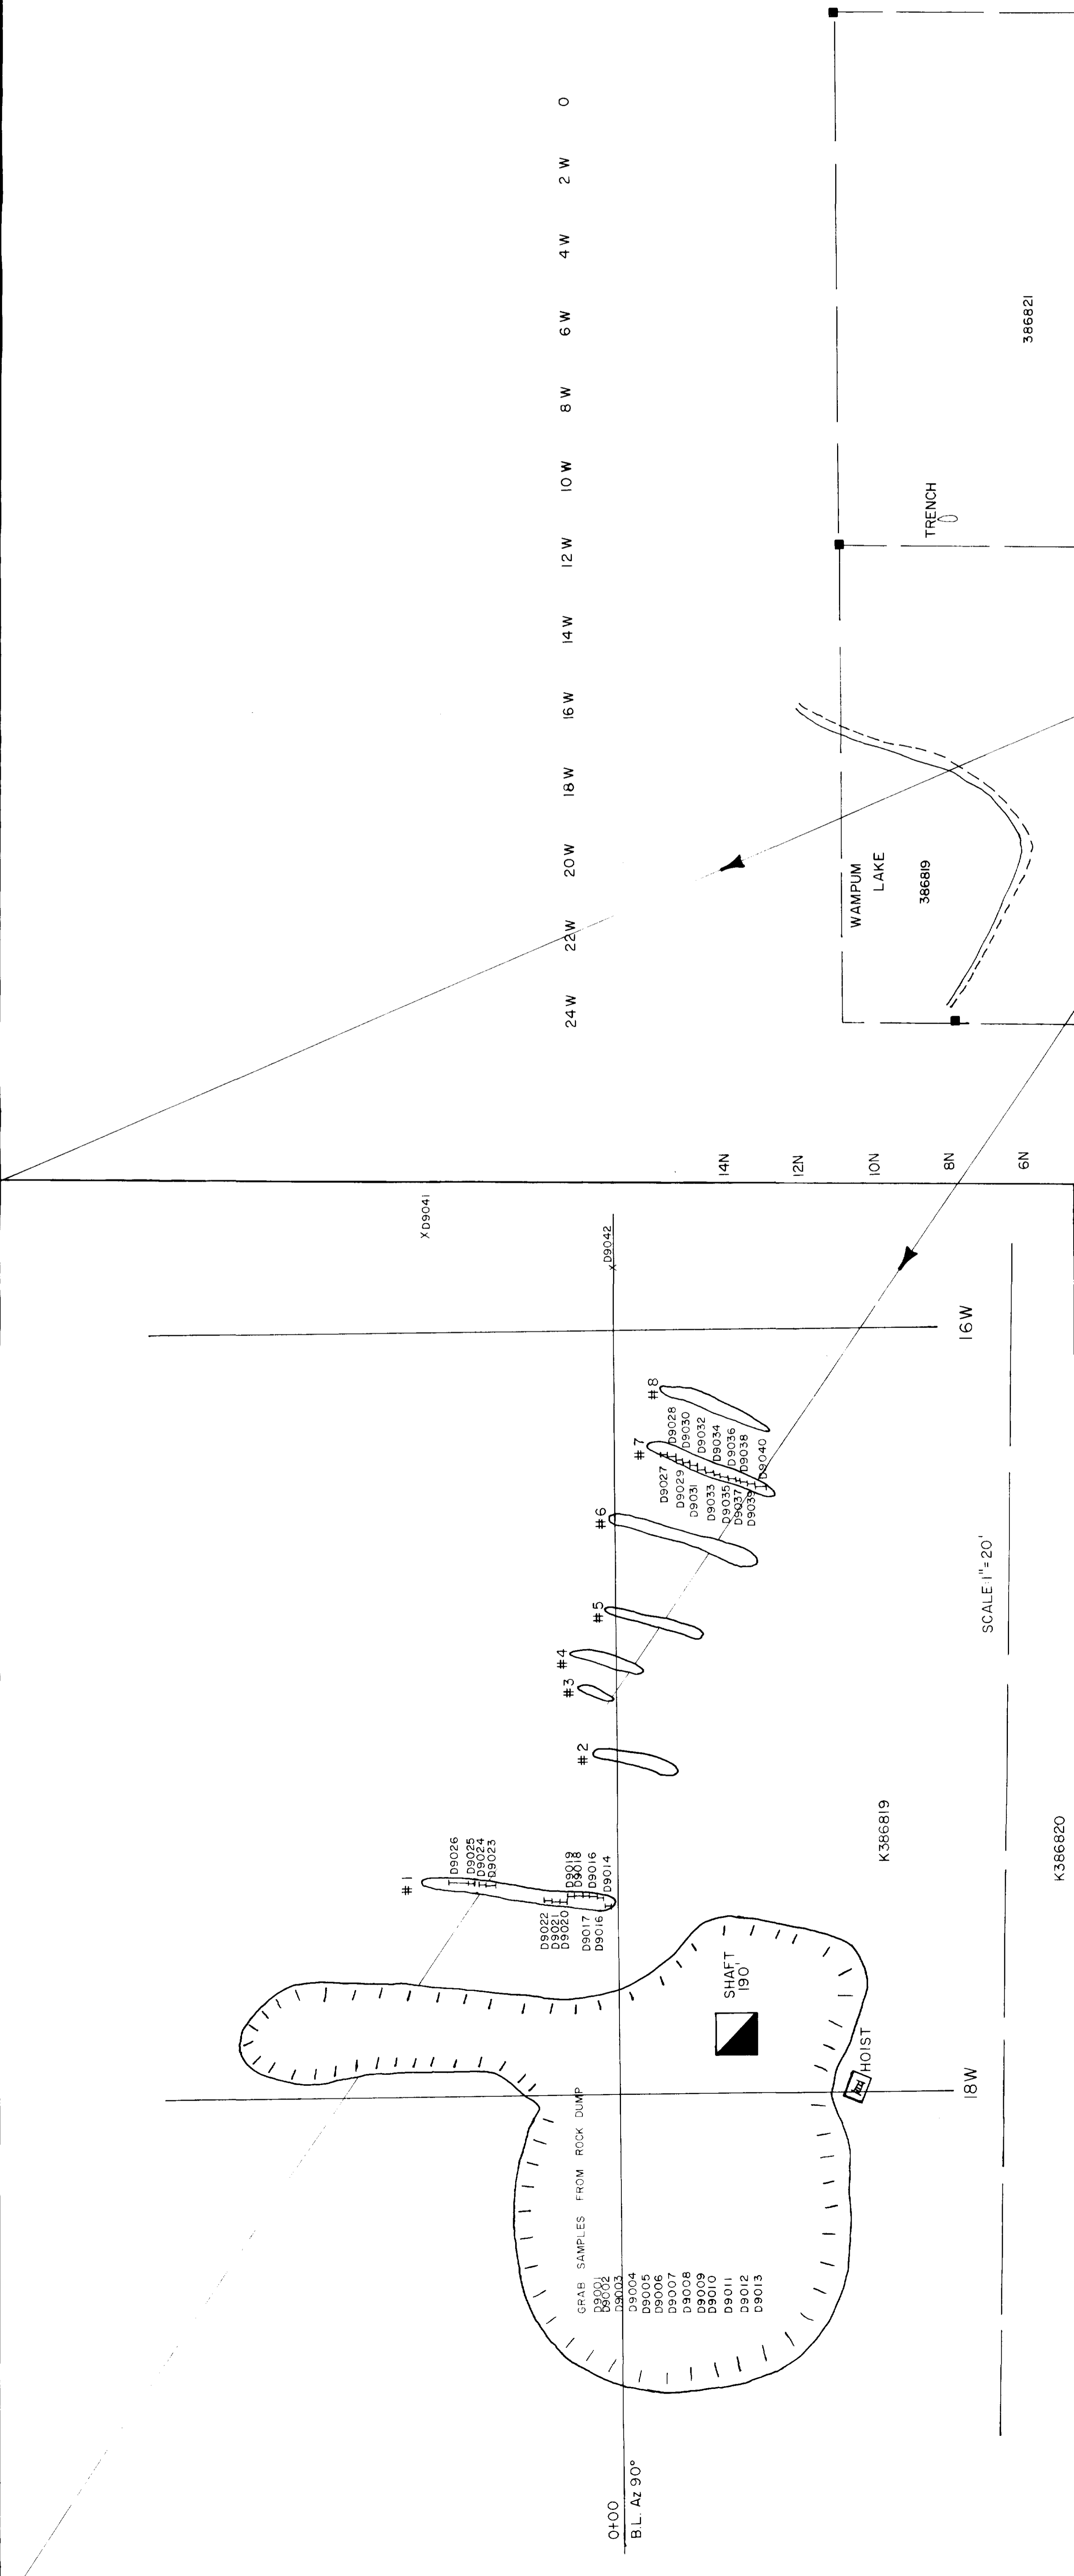 0
2 W
4 W
6 W
8 W
10 W
12 W
14 W
16 W
18 W
20 W
22 W
24 W
386821
TRENCH
WAMPUM
LAKE
386819
14N
12N
10N
8N
6N
XD9041
X D9042
16W
#8
#7
D9028
D9030
D9032
D9034
D9036
D9038
D9040
D9027
D9029
D9031
D9033
D9035
D9037
D9039
#6
#5
#4
#3
#2
#1
D9026
D9025
D9024
D9023
D9019
D9018
D9016
D9014
D9022
D9021
D9020
D9017
D9016
SCALE: 1"=20'
K386819
K386820
SHAFT
190'
HOIST
18W
GRAB SAMPLES FROM ROCK DUMP
D9001
D9002
D9003
D9004
D9005
D9006
D9007
D9008
D9009
D9010
D9011
D9012
D9013
0+00
B.L. Az 90°